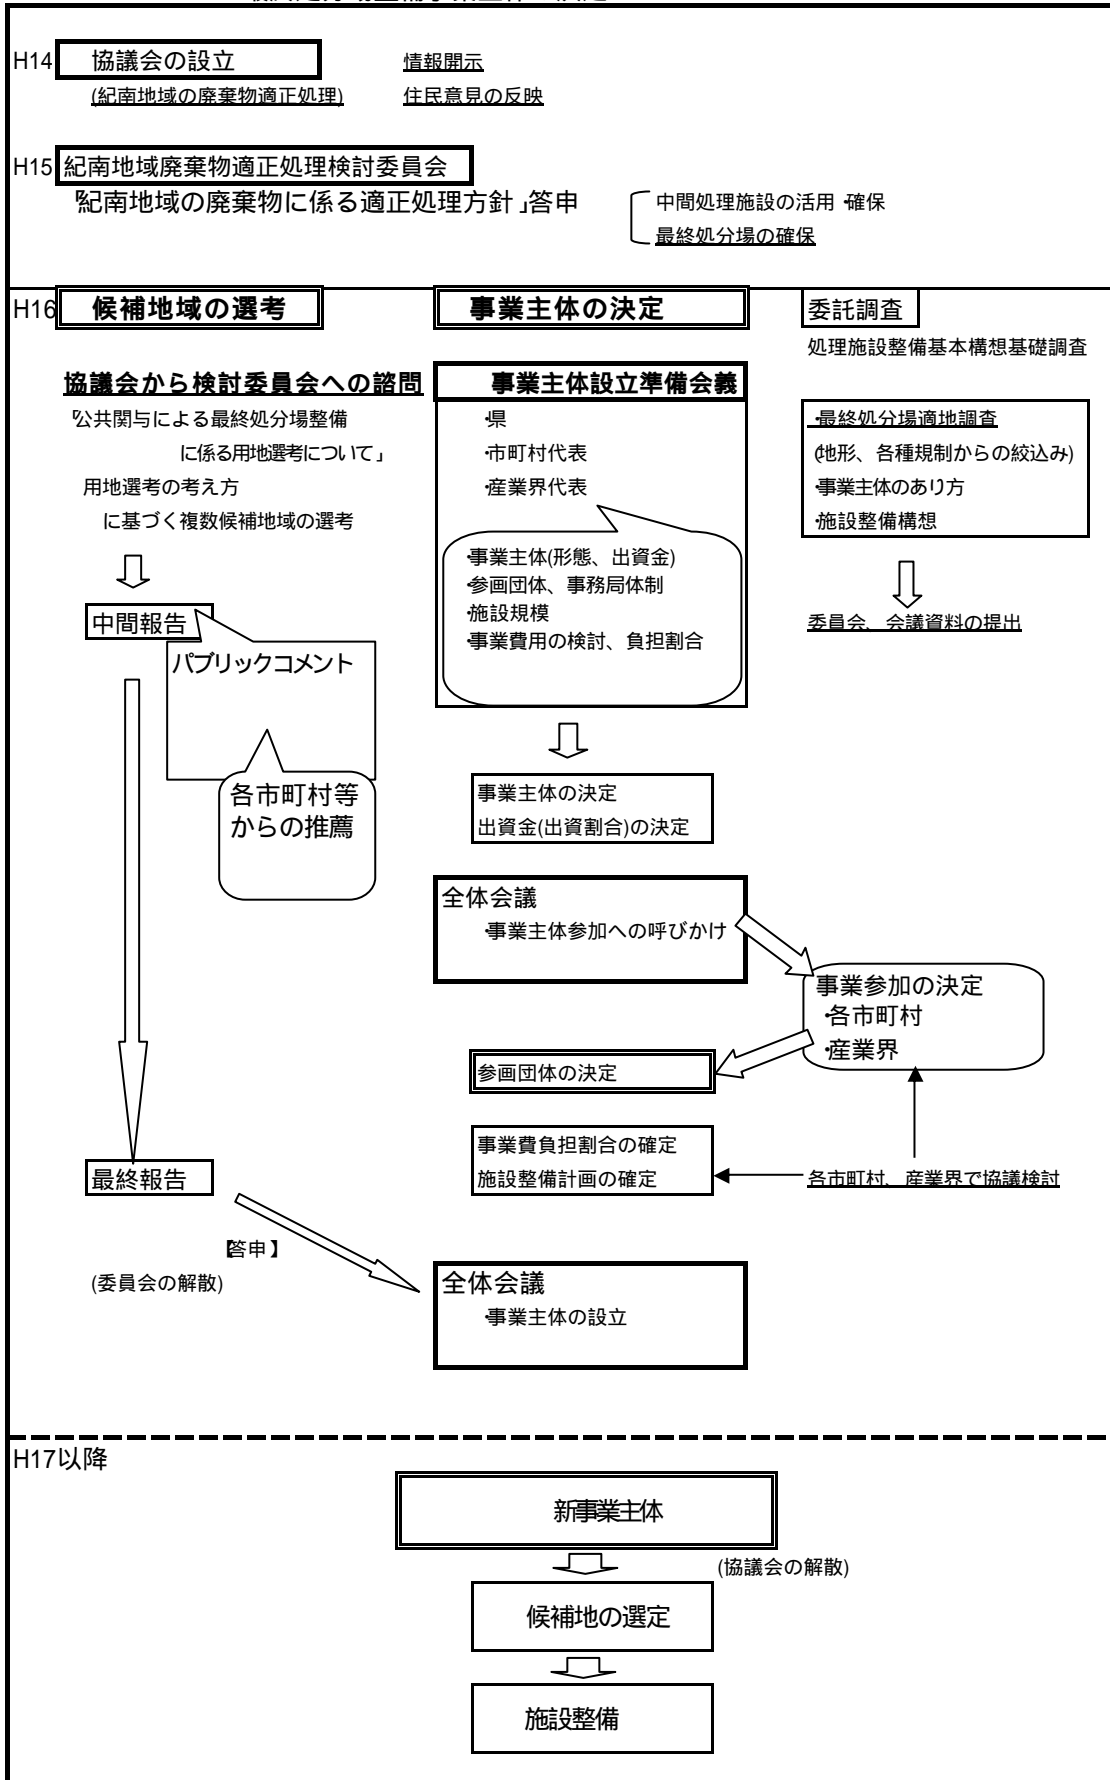 H14 協議会の設立 情報開示
(紀南地域の廃棄物適正処理) 住民意見の反映
H15 紀南地域廃棄物適正処理検討委員会
「紀南地域の廃棄物に係る適正処理方針」答申
中間処理施設の活用・確保
最終処分場の確保
H16 候補地域の選考
協議会から検討委員会への諮問
「公共関与による最終処分場整備
に係る用地選考について」
用地選考の考え方
に基づく複数候補地域の選考
中間報告
パブリックコメント
各市町村等
からの推薦
最終報告
【答申】
(委員会の解散)
事業主体の決定
事業主体設立準備会議
・県
・市町村代表
・産業界代表
・事業主体(形態、出資金)
・参画団体、事務局体制
・施設規模
・事業費用の検討、負担割合
事業主体の決定
出資金(出資割合)の決定
全体会議
・事業主体参加への呼びかけ
参画団体の決定
事業費負担割合の確定
施設整備計画の確定
全体会議
・事業主体の設立
委託調査
処理施設整備基本構想基礎調査
・最終処分場適地調査
(地形、各種規制からの絞込み)
・事業主体のあり方
・施設整備構想
委員会、会議資料の提出
事業参加の決定
・各市町村
・産業界
各市町村、産業界で協議検討
H17以降
新事業主体
(協議会の解散)
候補地の選定
施設整備